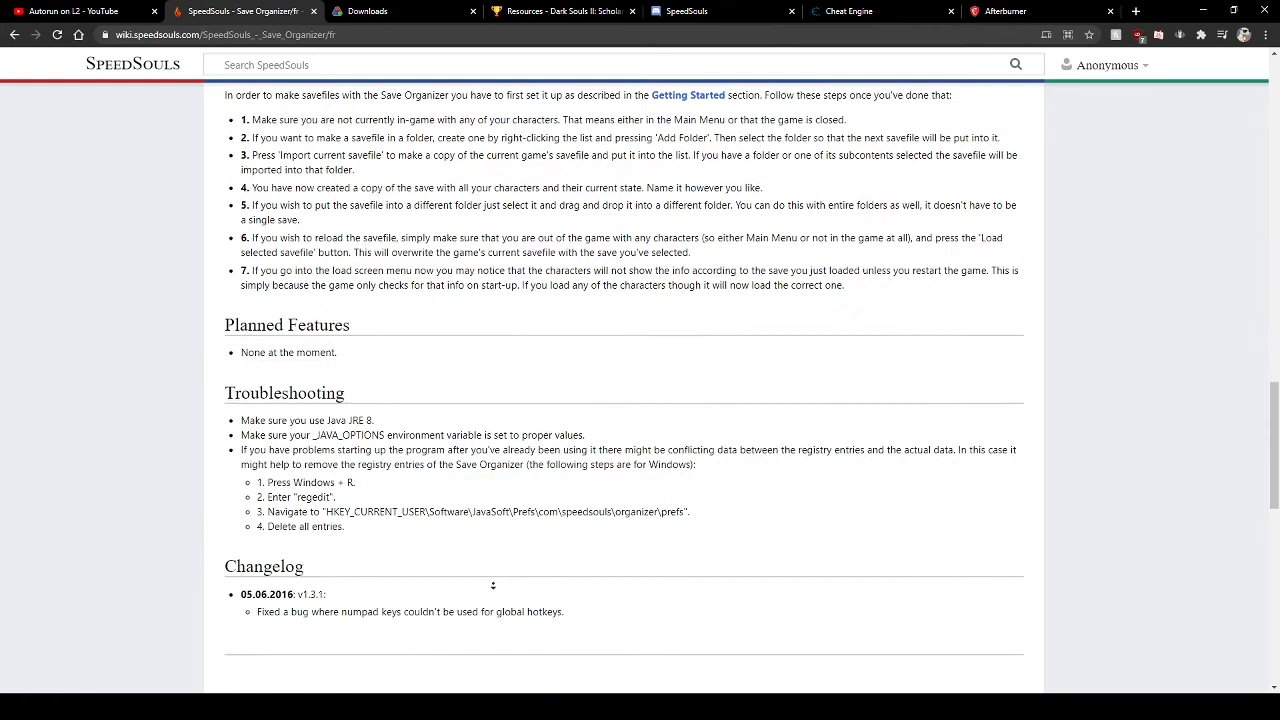 Autorun on L2 - YouTube
SpeedSouls - Save Organizer/fr -
Downloads
Resources - Dark Souls II: Schola
SpeedSouls
Cheat Engine
Afterburner
wiki.speedsouls.com/SpeedSouls_-_Save_Organizer/fr
7
SPEEDSOULS
Search SpeedSouls
Anonymous
In order to make savefiles with the Save Organizer you have to first set it up as described in the Getting Started section. Follow these steps once you've done that:
1. Make sure you are not currently in-game with any of your characters. That means either in the Main Menu or that the game is closed.
2. If you want to make a savefile in a folder, create one by right-clicking the list and pressing 'Add Folder'. Then select the folder so that the next savefile will be put into it.
3. Press 'Import current savefile' to make a copy of the current game's savefile and put it into the list. If you have a folder or one of its subcontents selected the savefile will be
imported into that folder.
4. You have now created a copy of the save with all your characters and their current state. Name it however you like.
5. If you wish to put the savefile into a different folder just select it and drag and drop it into a different folder. You can do this with entire folders as well, it doesn't have to be
a single save.
6. If you wish to reload the savefile, simply make sure that you are out of the game with any characters (so either Main Menu or not in the game at all), and press the 'Load
selected savefile' button. This will overwrite the game's current savefile with the save you've selected.
7. If you go into the load screen menu now you may notice that the characters will not show the info according to the save you just loaded unless you restart the game. This is
simply because the game only checks for that info on start-up. If you load any of the characters though it will now load the correct one.
Planned Features
None at the moment.
Troubleshooting
Make sure you use Java JRE 8.
Make sure your _JAVA_OPTIONS environment variable is set to proper values.
If you have problems starting up the program after you've already been using it there might be conflicting data between the registry entries and the actual data. In this case it
might help to remove the registry entries of the Save Organizer (the following steps are for Windows):
1. Press Windows + R.
2. Enter "regedit".
3. Navigate to "HKEY_CURRENT_USER\Software\JavaSoft\Prefs\com\speedsouls\organizer\prefs".
4. Delete all entries.
Changelog
05.06.2016: v1.3.1:
Fixed a bug where numpad keys couldn't be used for global hotkeys.